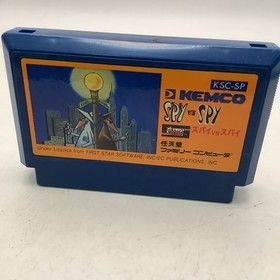 KSC-SP
KEMCO
SPY vs SPY
スパイvsスパイ
任天堂
ファミリー コンピュータ
Under License from FIRST STAR SOFTWARE, INC/EC PUBLICATIONS, INC